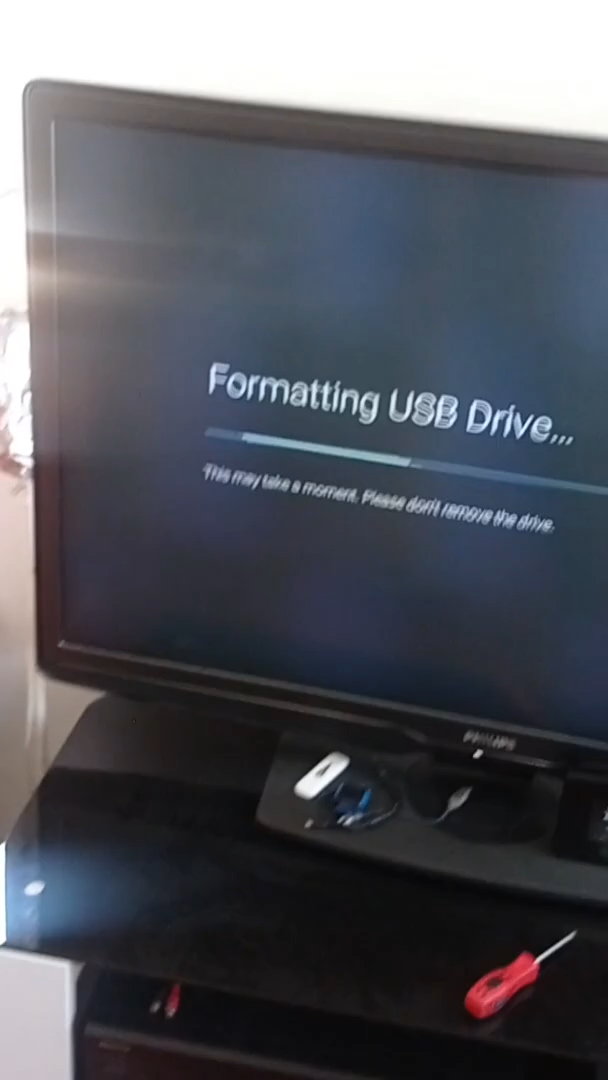 Formatting USB Drive...
This may take a moment. Please don't remove the drive.
PHILIPS